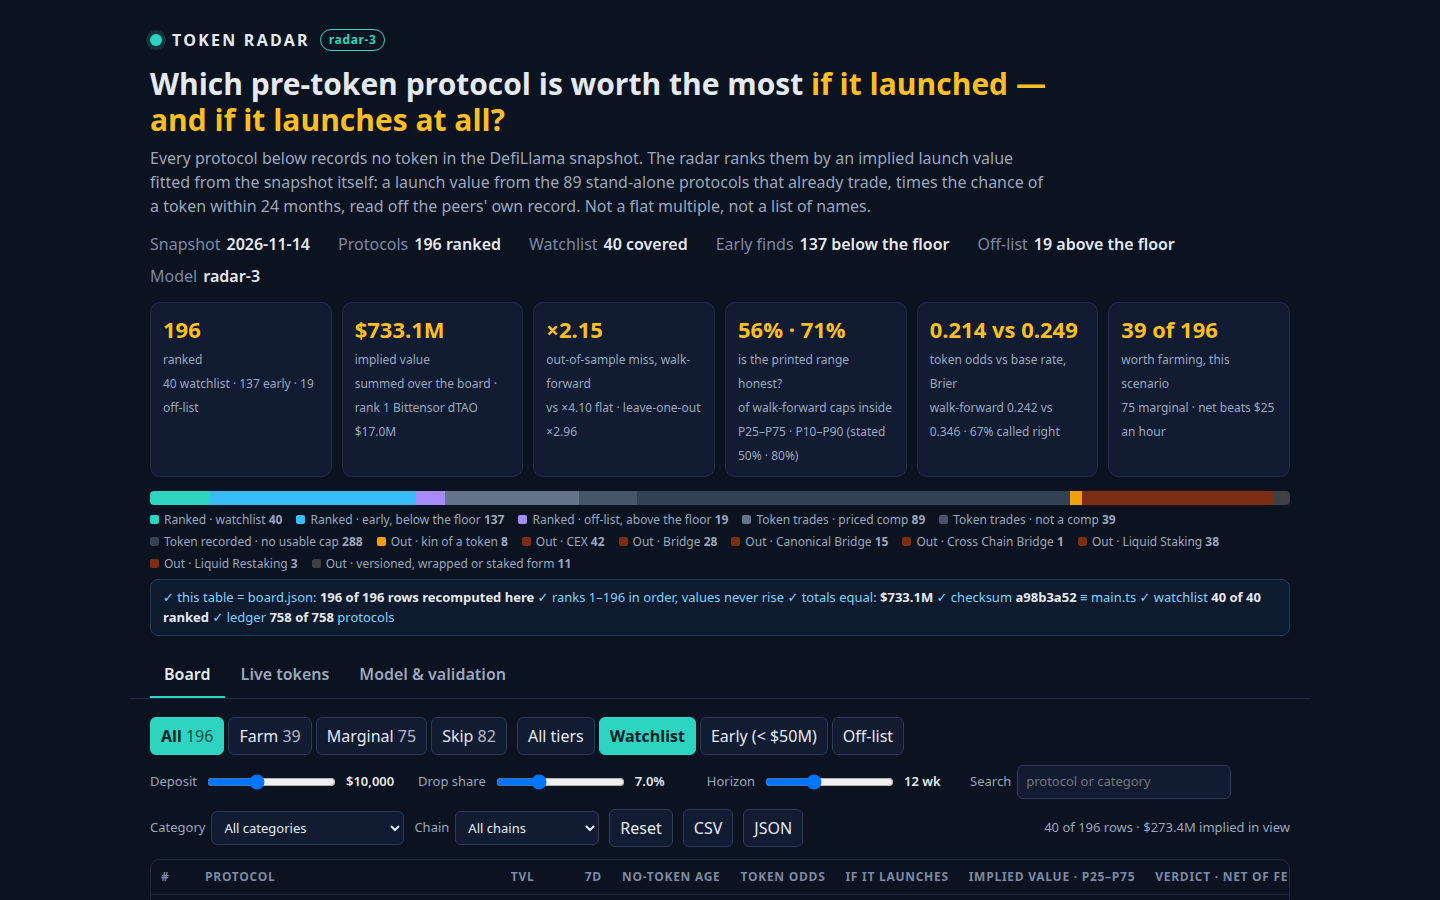 TOKEN RADAR radar-3
Which pre-token protocol is worth the most if it launched —
and if it launches at all?
Every protocol below records no token in the DefiLlama snapshot. The radar ranks them by an implied launch value
fitted from the snapshot itself: a launch value from the 89 stand-alone protocols that already trade, times the chance of
a token within 24 months, read off the peers' own record. Not a flat multiple, not a list of names.
Snapshot 2026-11-14 Protocols 196 ranked Watchlist 40 covered Early finds 137 below the floor Off-list 19 above the floor
Model radar-3
196
ranked
40 watchlist · 137 early · 19
off-list
$733.1M
implied value
summed over the board ·
rank 1 Bittensor dTAO
$17.0M
×2.15
out-of-sample miss, walk-
forward
vs ×4.10 flat · leave-one-out
×2.96
56% · 71%
is the printed range
honest?
of walk-forward caps inside
P25–P75 · P10–P90 (stated
50% · 80%)
0.214 vs 0.249
token odds vs base rate,
Brier
walk-forward 0.242 vs
0.346 · 67% called right
39 of 196
worth farming, this
scenario
75 marginal · net beats $25
an hour
Ranked · watchlist 40 Ranked · early, below the floor 137 Ranked · off-list, above the floor 19 Token trades · priced comp 89 Token trades · not a comp 39
Token recorded · no usable cap 288 Out · kin of a token 8 Out · CEX 42 Out · Bridge 28 Out · Canonical Bridge 15 Out · Cross Chain Bridge 1 Out · Liquid Staking 38
Out · Liquid Restaking 3 Out · versioned, wrapped or staked form 11
✓ this table = board.json: 196 of 196 rows recomputed here ✓ ranks 1–196 in order, values never rise ✓ totals equal: $733.1M ✓ checksum a98b3a52 ≡ main.ts ✓ watchlist 40 of 40
ranked ✓ ledger 758 of 758 protocols
Board Live tokens Model & validation
All 196 Farm 39 Marginal 75 Skip 82 All tiers Watchlist Early (< $50M) Off-list
Deposit $10,000 Drop share 7.0% Horizon 12 wk Search protocol or category
Category All categories Chain All chains Reset CSV JSON 40 of 196 rows · $273.4M implied in view
# PROTOCOL TVL 7D NO-TOKEN AGE TOKEN ODDS IF IT LAUNCHES IMPLIED VALUE · P25–P75 VERDICT · NET OF FE